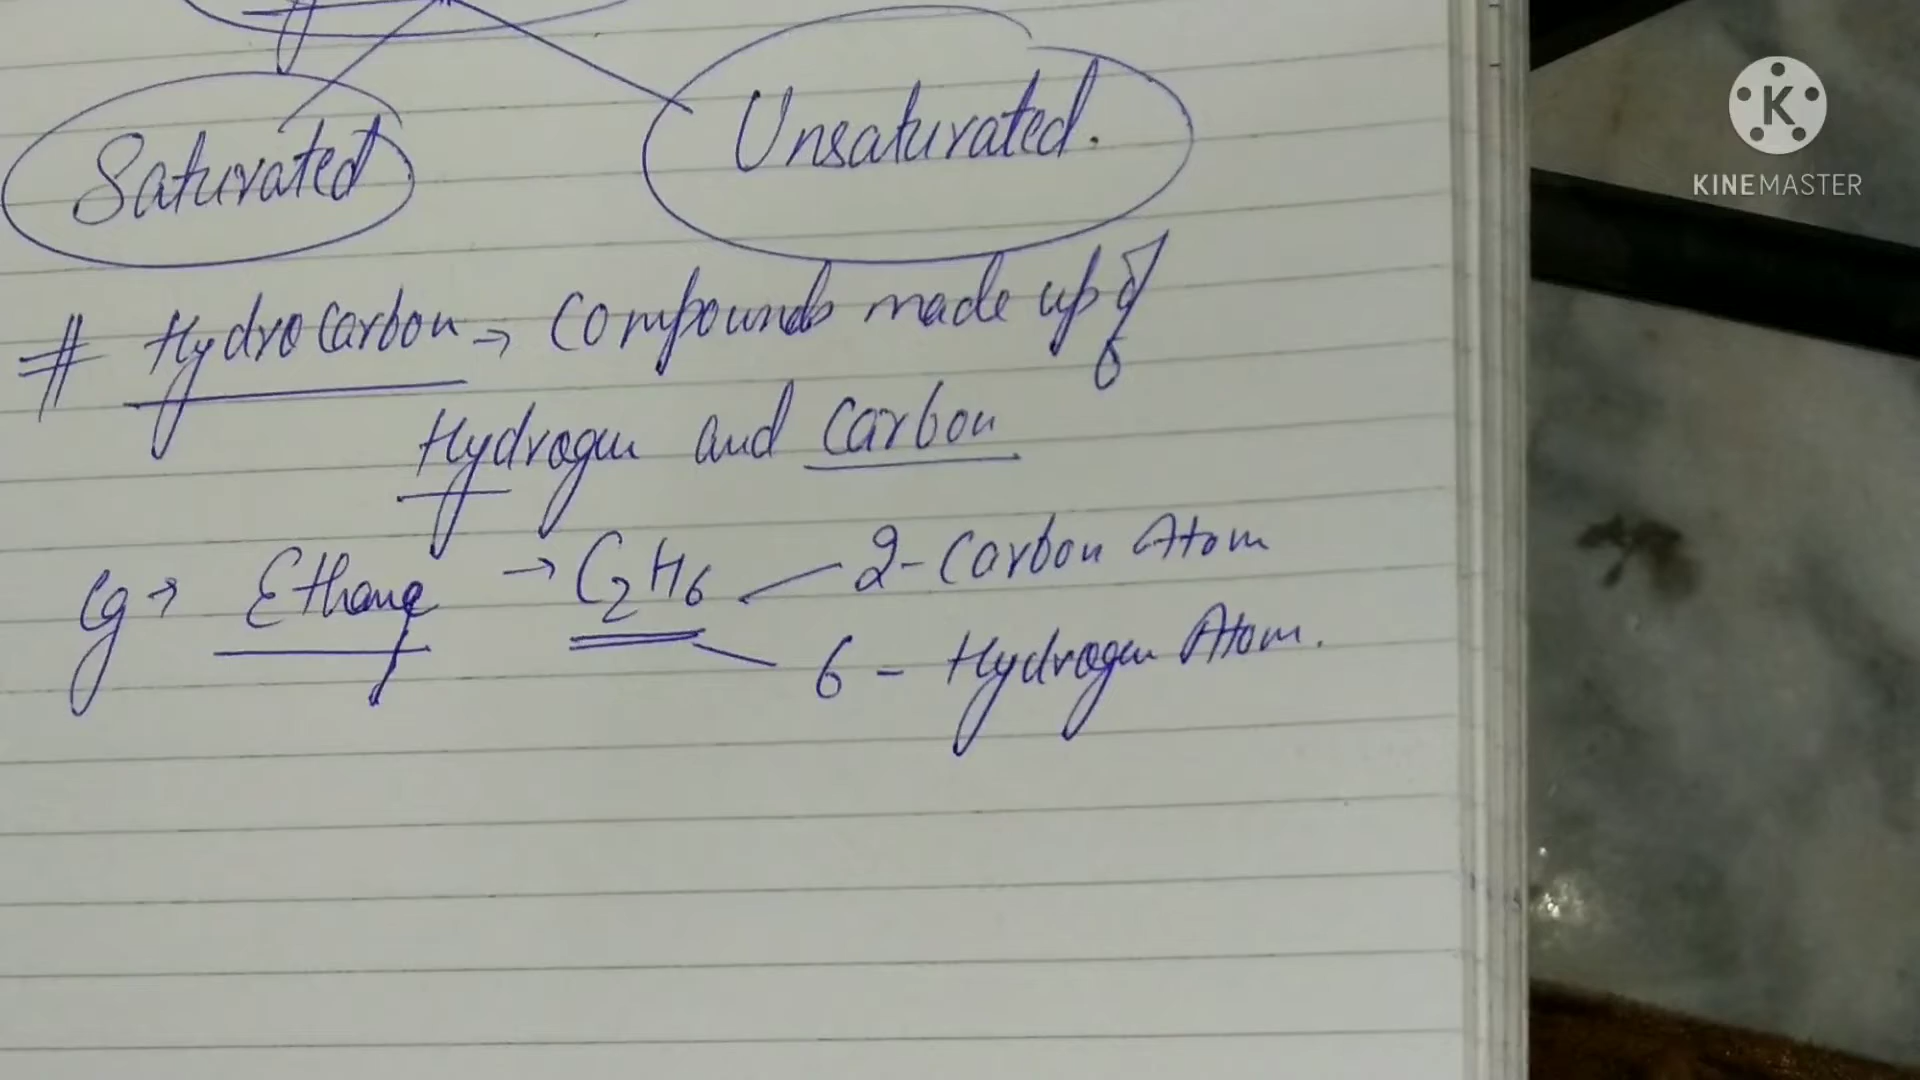 Saturated Unsaturated.
# Hydrocarbon → Compounds made up of
Hydrogen and Carbon
Eg → Ethane → C₂H₆ 2-Carbon Atom
6 - Hydrogen Atom.
K
KINEMASTER